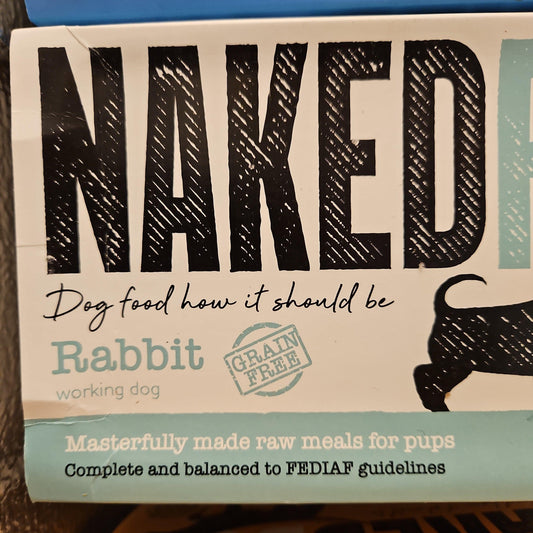 NAKED
Dog food how it should be
Rabbit
GRAIN
FREE
working dog
Masterfully made raw meals for pups
Complete and balanced to FEDIAF guidelines